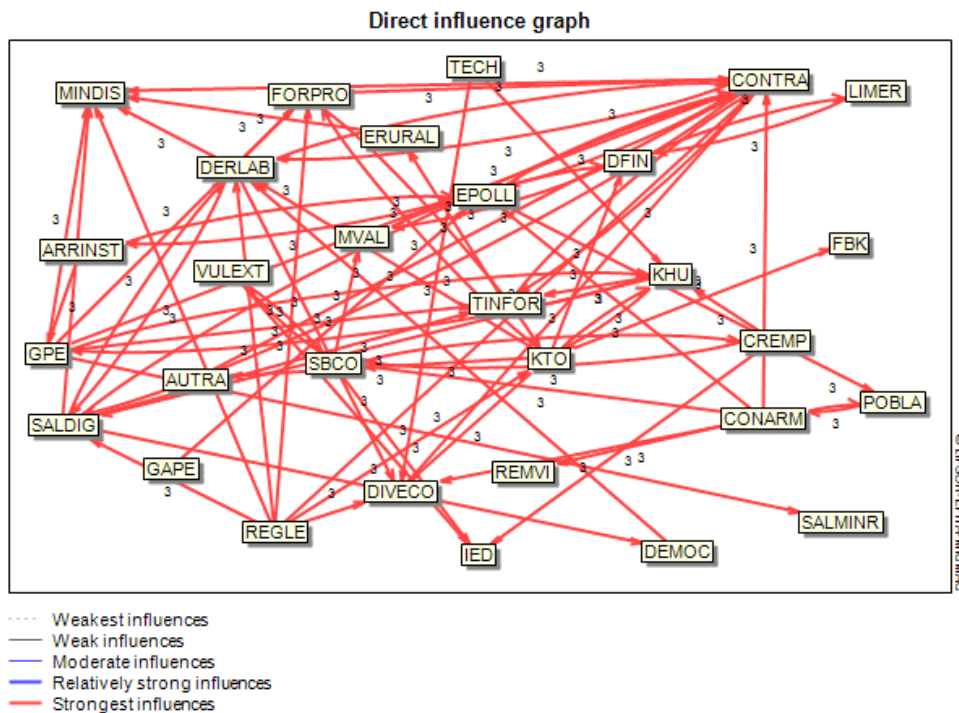 Direct influence graph
TECH
MINDIS
FORPRO
CONTRA
LIMER
ERURAL
DERLAB
DFIN
EPOLL
ARRINST
MVAL
FBK
VULEXT
KHU
TINFOR
GPE
SBCO
KTO
CREMP
AUTRA
SALDIG
CONARM
POBLA
GAPE
REMVI
DIVECO
REGLE
SALMINR
IED
DEMOC
3
Weakest influences
Weak influences
Moderate influences
Relatively strong influences
Strongest influences